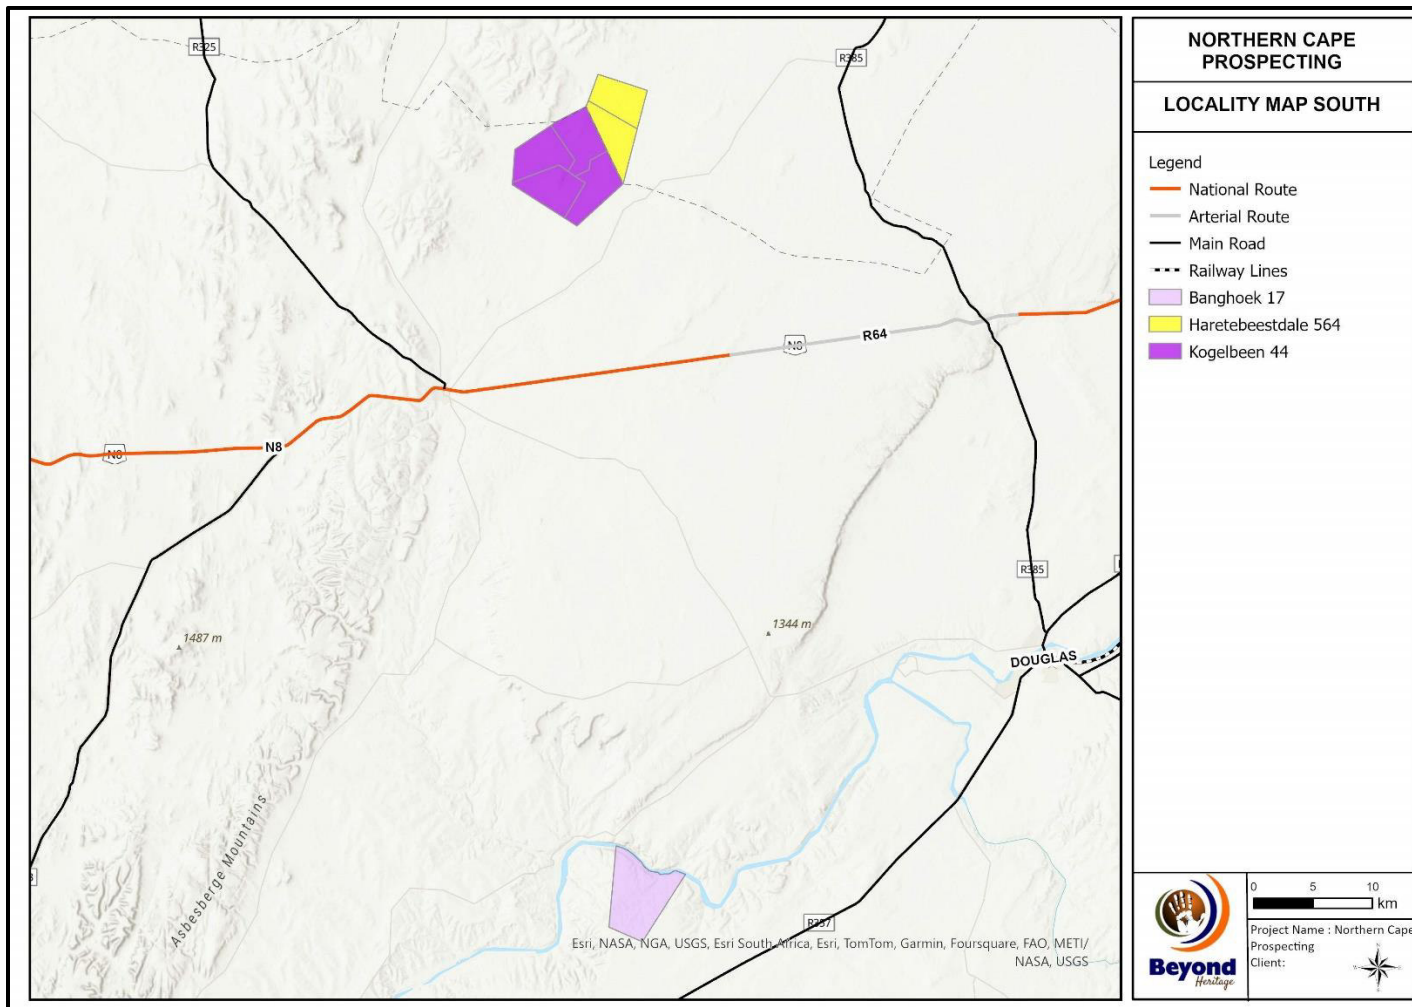 R325
R385
NORTHERN CAPE
PROSPECTING
LOCALITY MAP SOUTH
Legend
National Route
Arterial Route
Main Road
Railway Lines
Banghoek 17
Haretebeestdale 564
Kogelbeen 44
N8
R64
N8
N8
R385
1487 m
1344 m
DOUGLAS
Asbesberge Mountains
R357
Esri, NASA, NGA, USGS, Esri South Africa, Esri, TomTom, Garmin, Foursquare, FAO, METI/
NASA, USGS
Beyond
Heritage
0 5 10
km
Project Name : Northern Cape
Prospecting
Client: